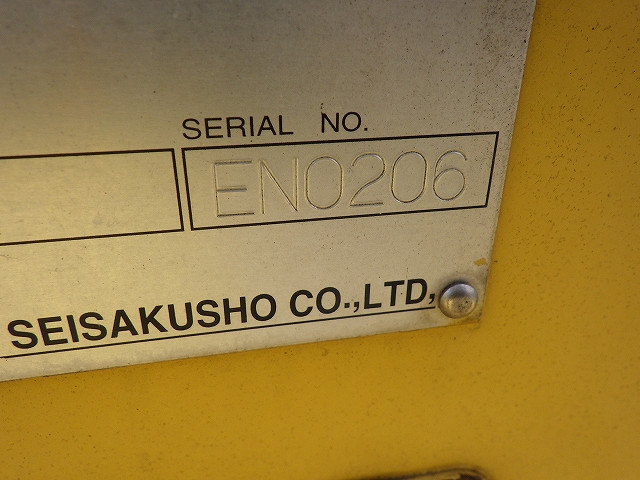 SERIAL NO.
EN0206
SEISAKUSHO CO.,LTD,